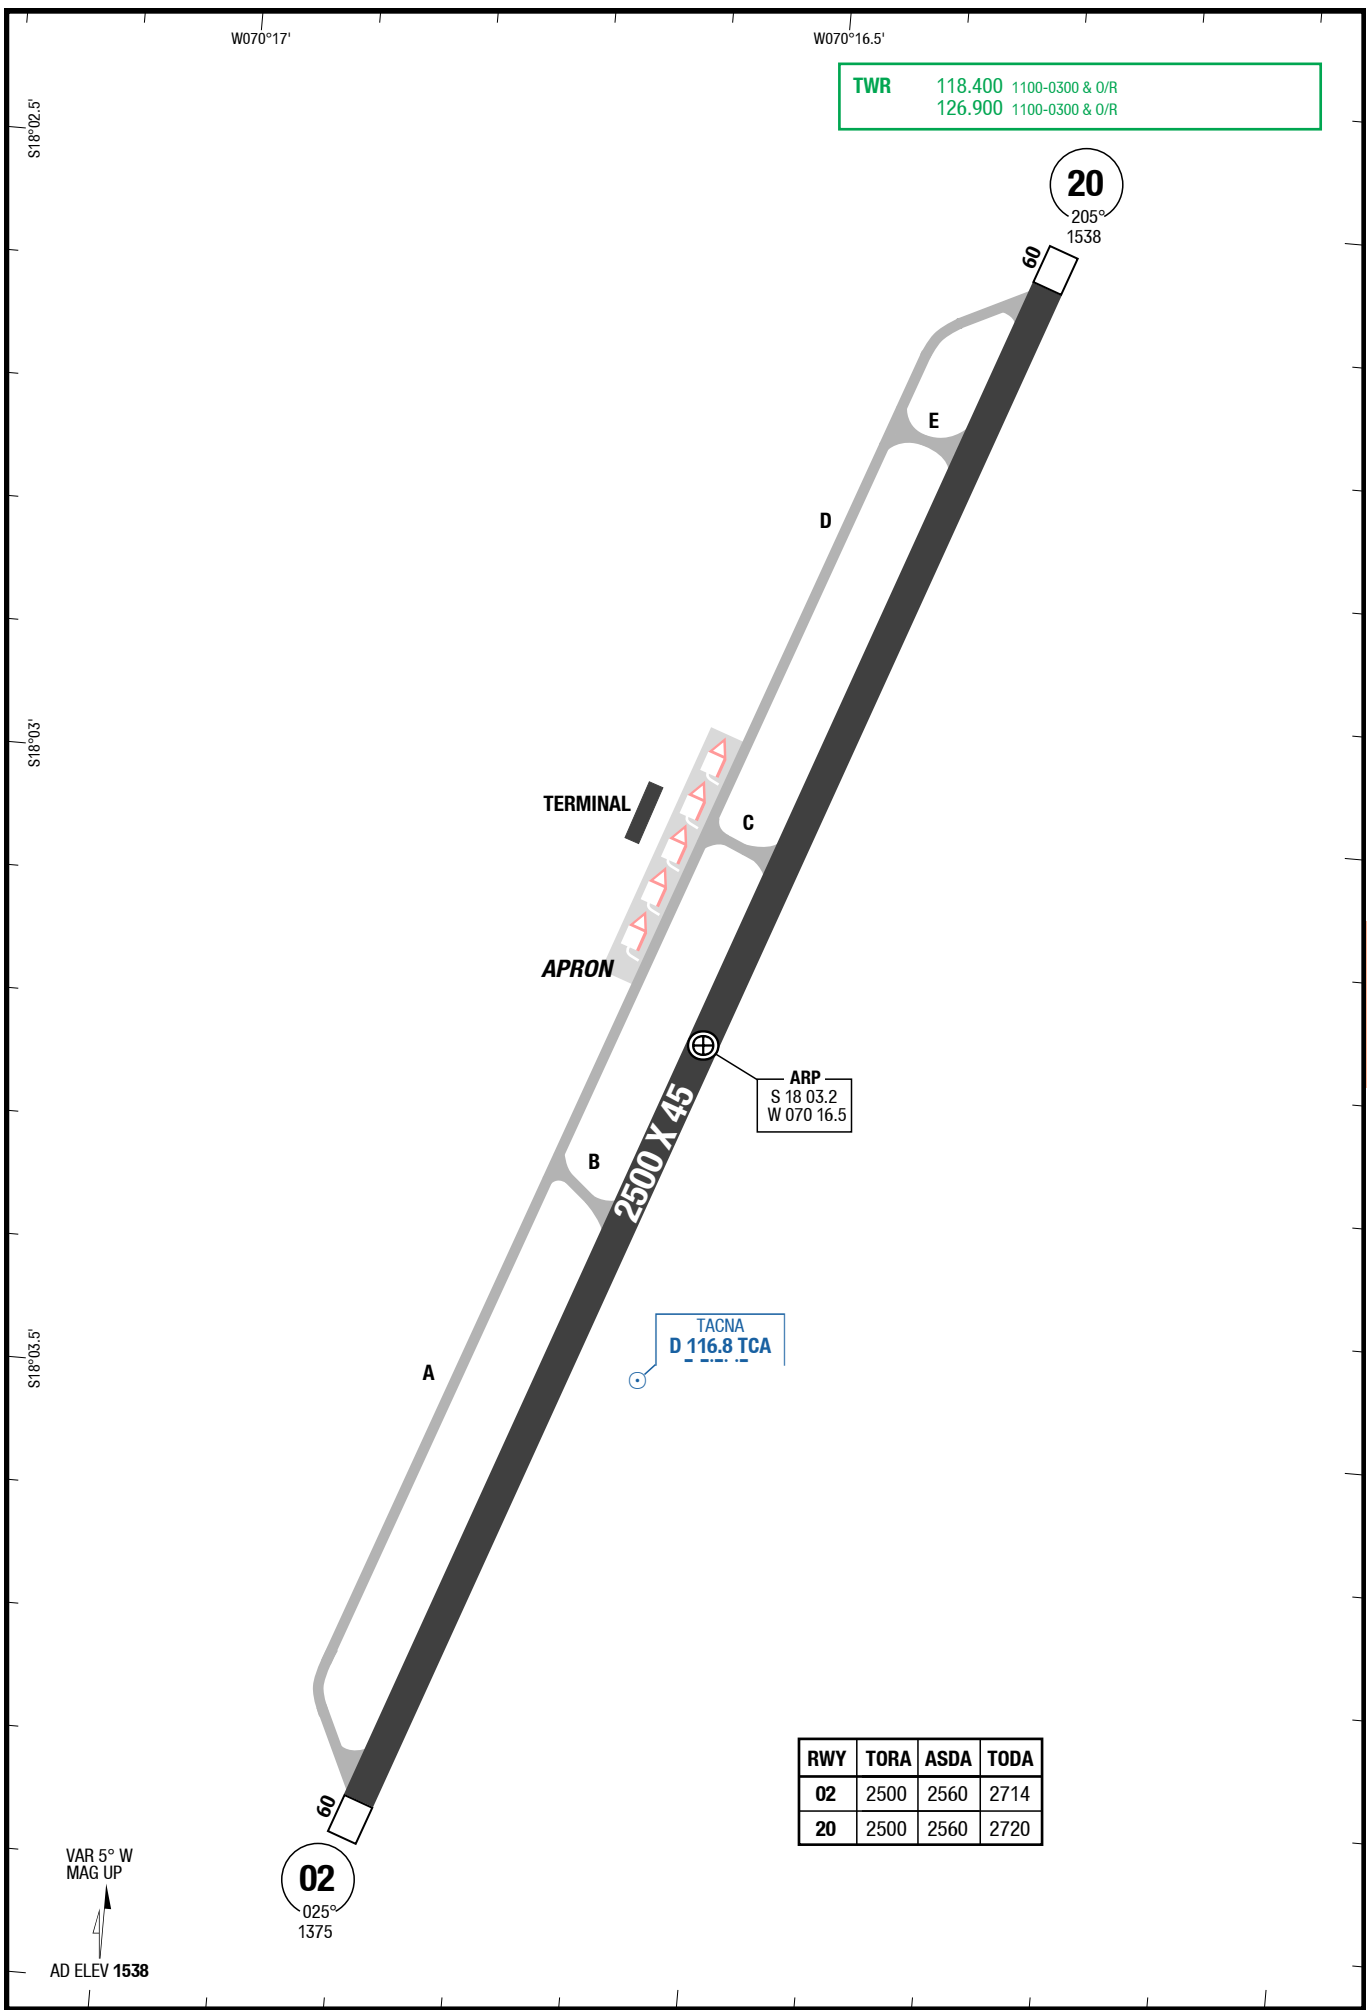 W070°17'
W070°16.5'
TWR 118.400 1100-0300 & O/R
126.900 1100-0300 & O/R
S18°02.5'
20
205°
1538
60
E
D
S18°03'
TERMINAL
C
APRON
ARP
S 18 03.2
W 070 16.5
2500 X 45
B
TACNA
D 116.8 TCA
S18°03.5'
A
RWY TORA ASDA TODA
02 2500 2560 2714
20 2500 2560 2720
60
02
025°
1375
VAR 5° W
MAG UP
AD ELEV 1538